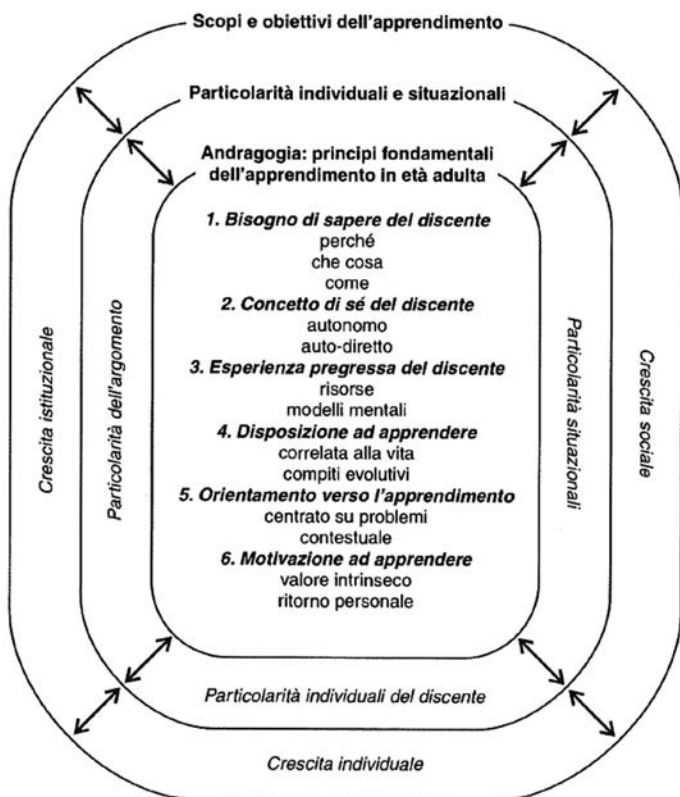 Scopi e obiettivi dell'apprendimento
Particolarità individuali e situazionali
Andragogia: principi fondamentali
dell'apprendimento in età adulta
1. Bisogno di sapere del discente
perché
che cosa
come
2. Concetto di sé del discente
autonomo
auto-diretto
3. Esperienza pregressa del discente
risorse
modelli mentali
4. Disposizione ad apprendere
correlata alla vita
compiti evolutivi
5. Orientamento verso l'apprendimento
centrato su problemi
contestuale
6. Motivazione ad apprendere
valore intrinseco
ritorno personale
Crescita istituzionale
Particolarità dell'argomento
Particolarità situazionali
Crescita sociale
Particolarità individuali del discente
Crescita individuale